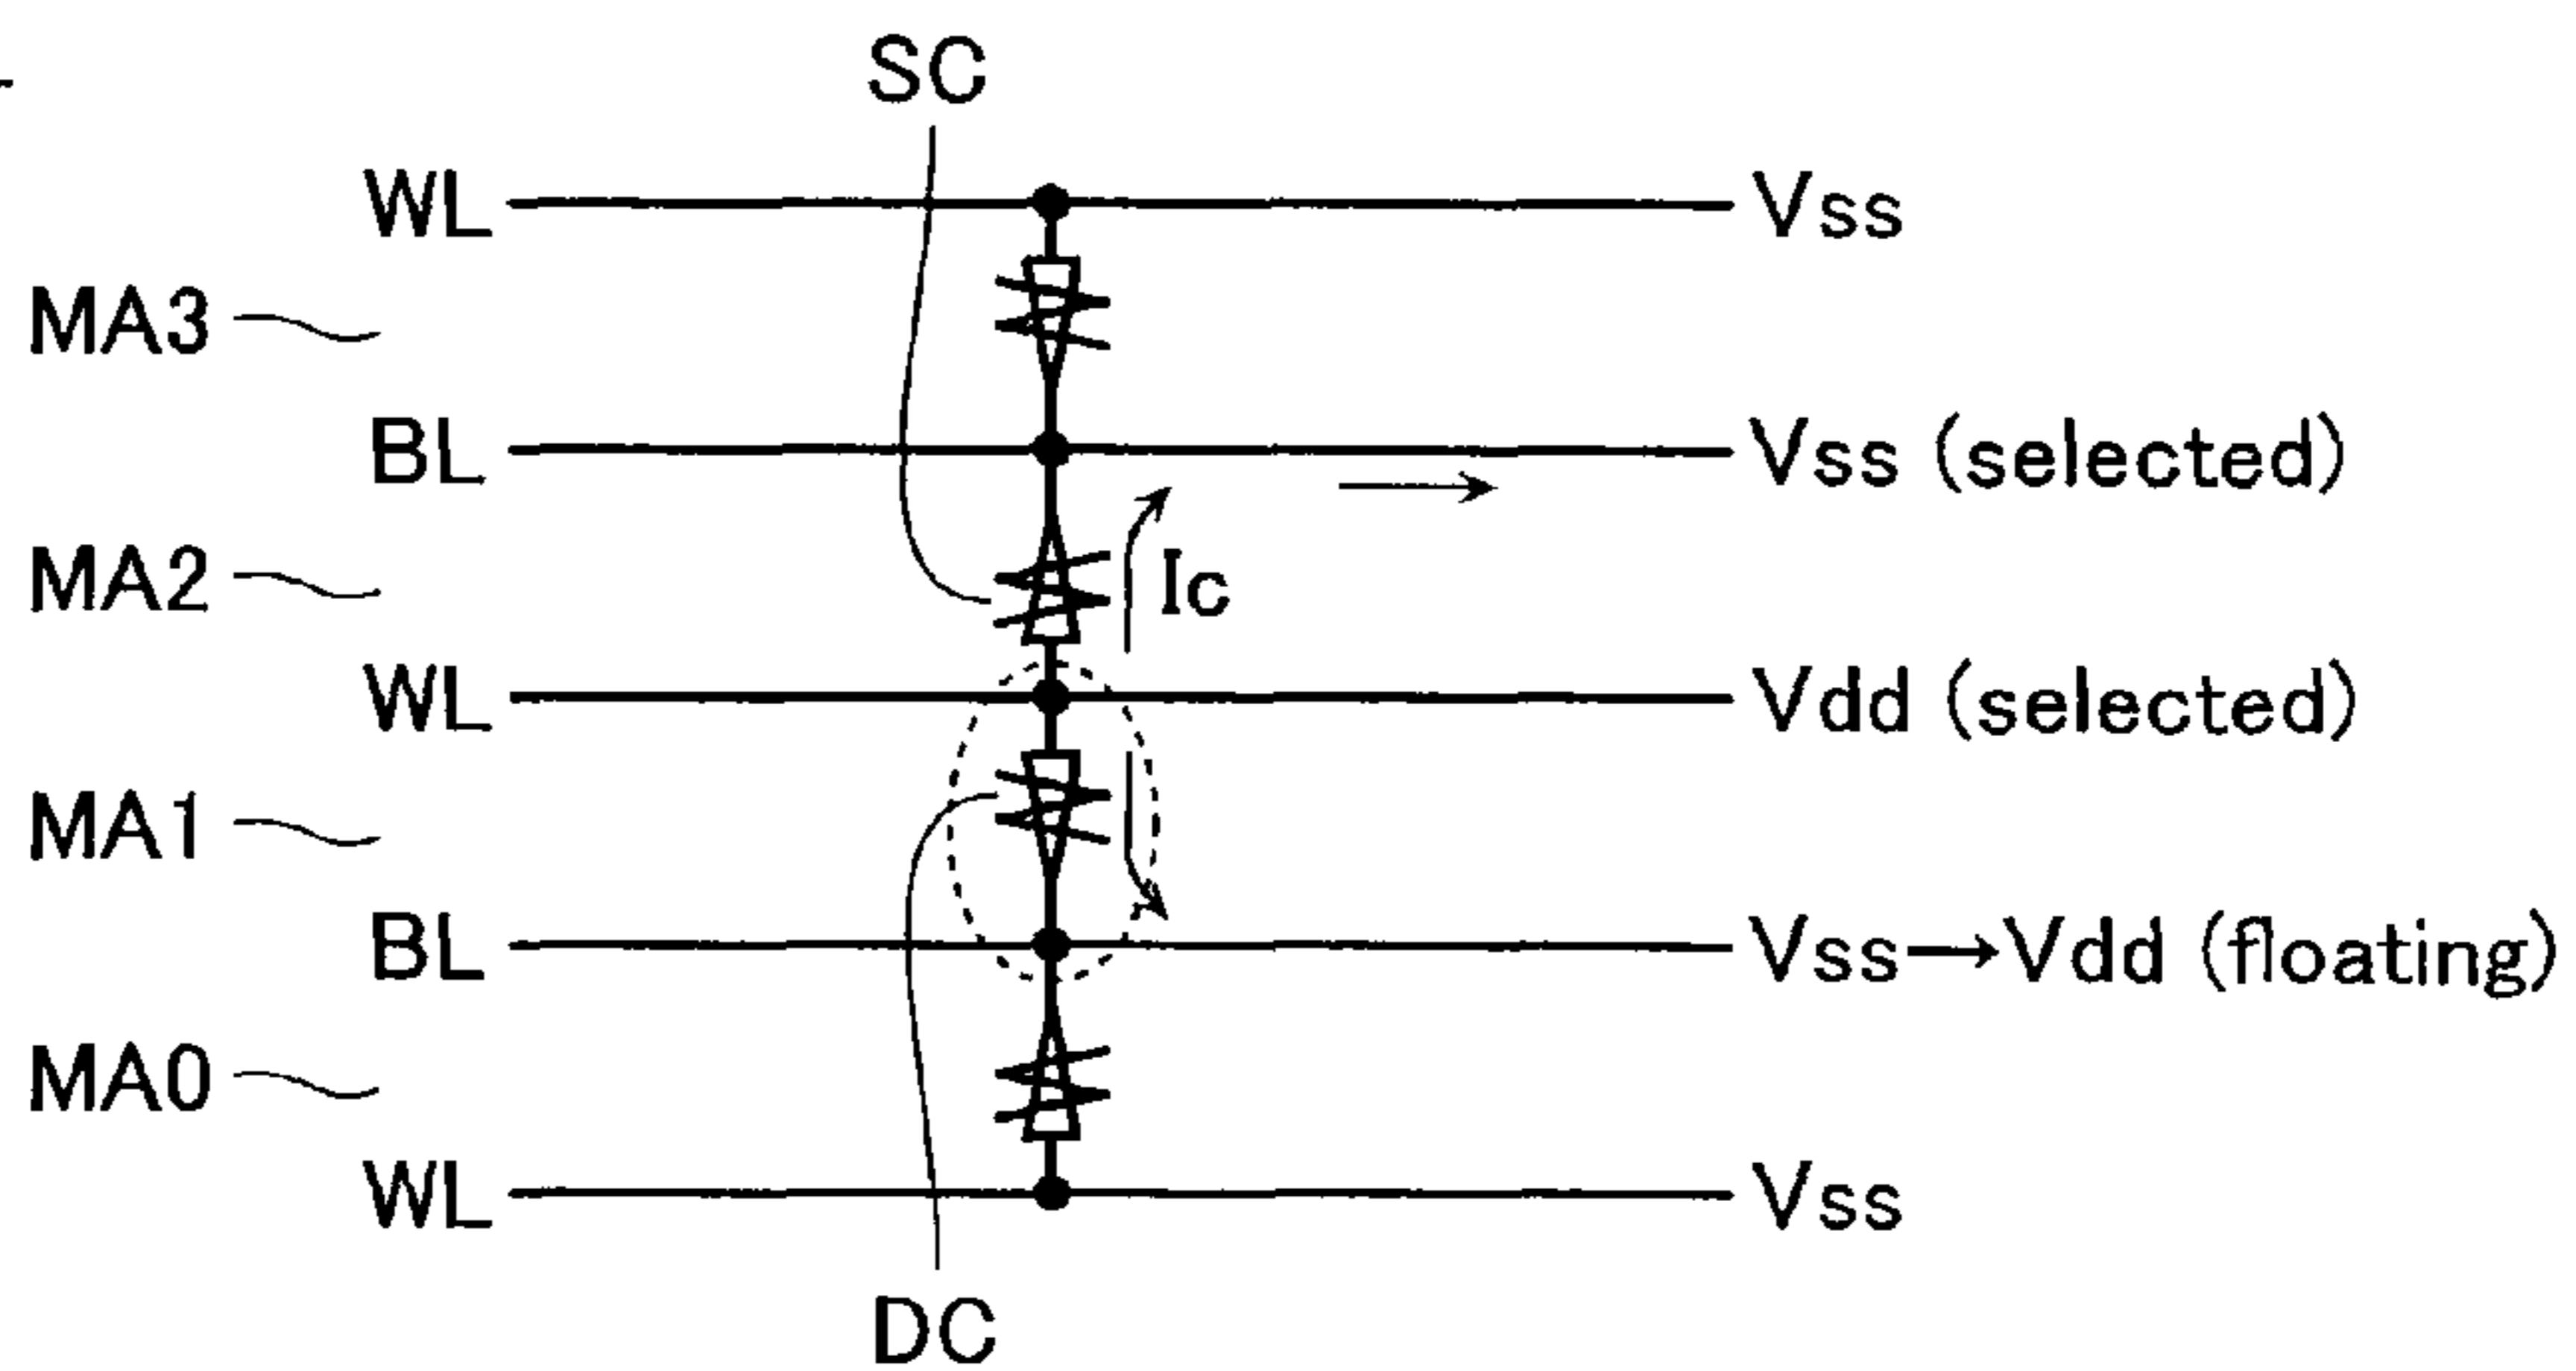 SC
WL Vss
MA3
BL Vss (selected)
MA2 Ic
WL Vdd (selected)
MA1
BL Vss→Vdd (floating)
MA0
WL Vss
DC